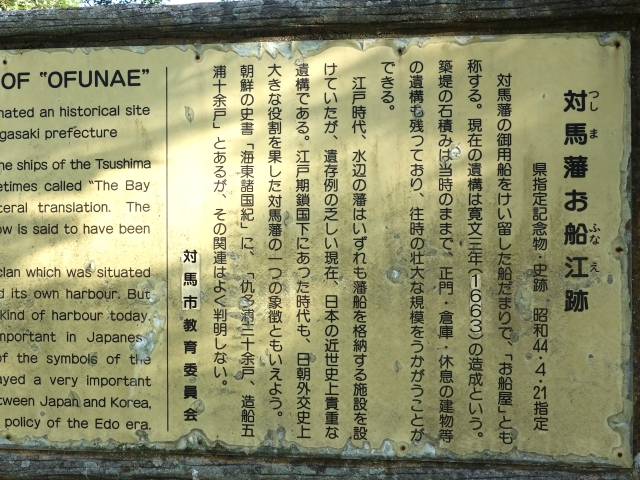 対馬藩お船江跡
つしま ふなえ
県指定記念物・史跡 昭和44・4・21指定
対馬藩の御用船をけい留した船だまりで、「お船屋」とも
称する。現在の遺構は寛文三年(1663)の造成という。
築堤の石積みは当時のままで、正門・倉庫・休息の建物等
の遺構も残っており、往時の壮大な規模をうかがうことが
できる。
江戸時代、水辺の藩はいずれも藩船を格納する施設を設
けていたが、遺存例の乏しい現在、日本の近世史上貴重な
遺構である。江戸期鎖国下にあつた時代も、日朝外交史上
大きな役割を果した対馬藩の一つの象徴ともいえよう。
朝鮮の史書「海東諸国紀」に、「仇多浦三十余戸、造船五
浦十余戸」とあるが、その関連はよく判明しない。
対馬市教育委員会
OF "OFUNAE"
nated an historical site
gasaki prefecture
he ships of the Tsushima
etimes called "The Bay
teral translation. The
ow is said to have been
clan which was situated
d its own harbour. But
kind of harbour today.
mportant in Japanes
of the symbols of the
ayed a very important
tween Japan and Korea,
policy of the Edo era.